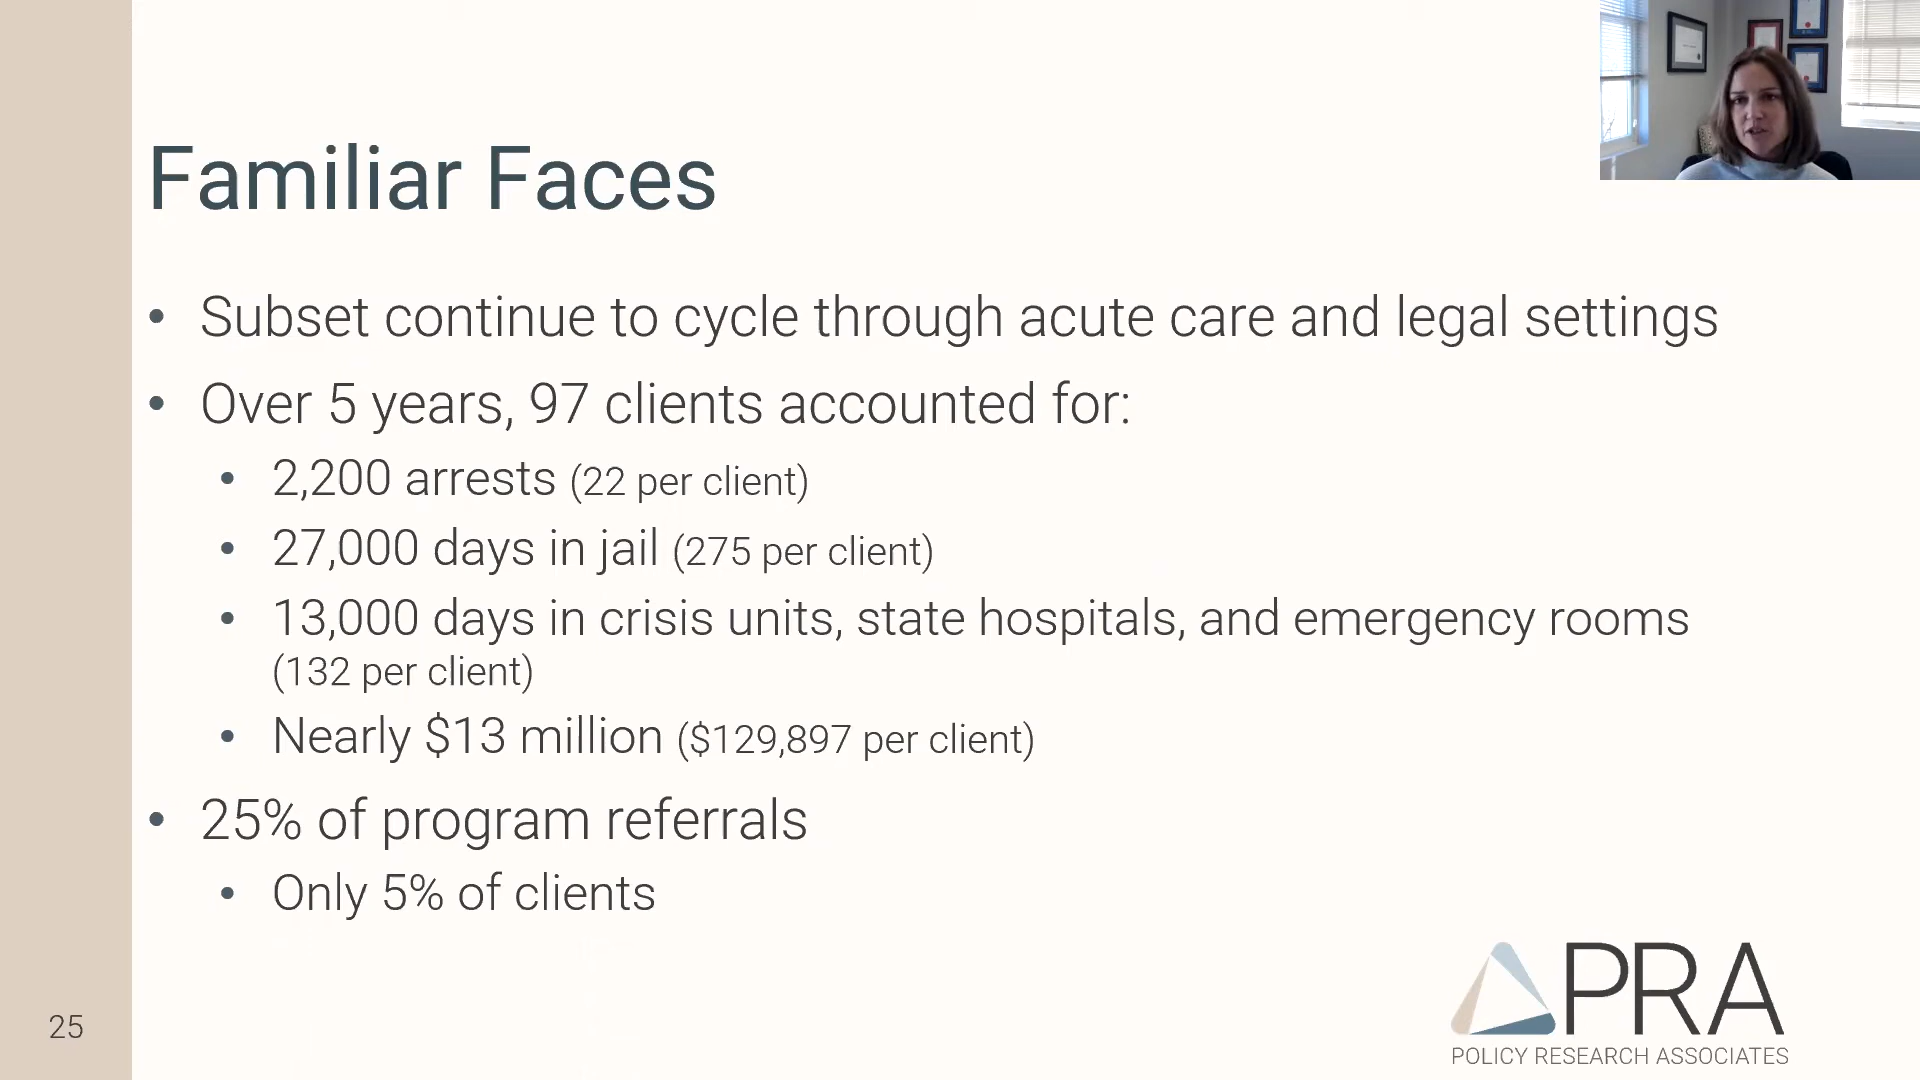 Familiar Faces
• Subset continue to cycle through acute care and legal settings
• Over 5 years, 97 clients accounted for:
• 2,200 arrests (22 per client)
• 27,000 days in jail (275 per client)
• 13,000 days in crisis units, state hospitals, and emergency rooms
(132 per client)
• Nearly $13 million ($129,897 per client)
• 25% of program referrals
• Only 5% of clients
25
PRA
POLICY RESEARCH ASSOCIATES